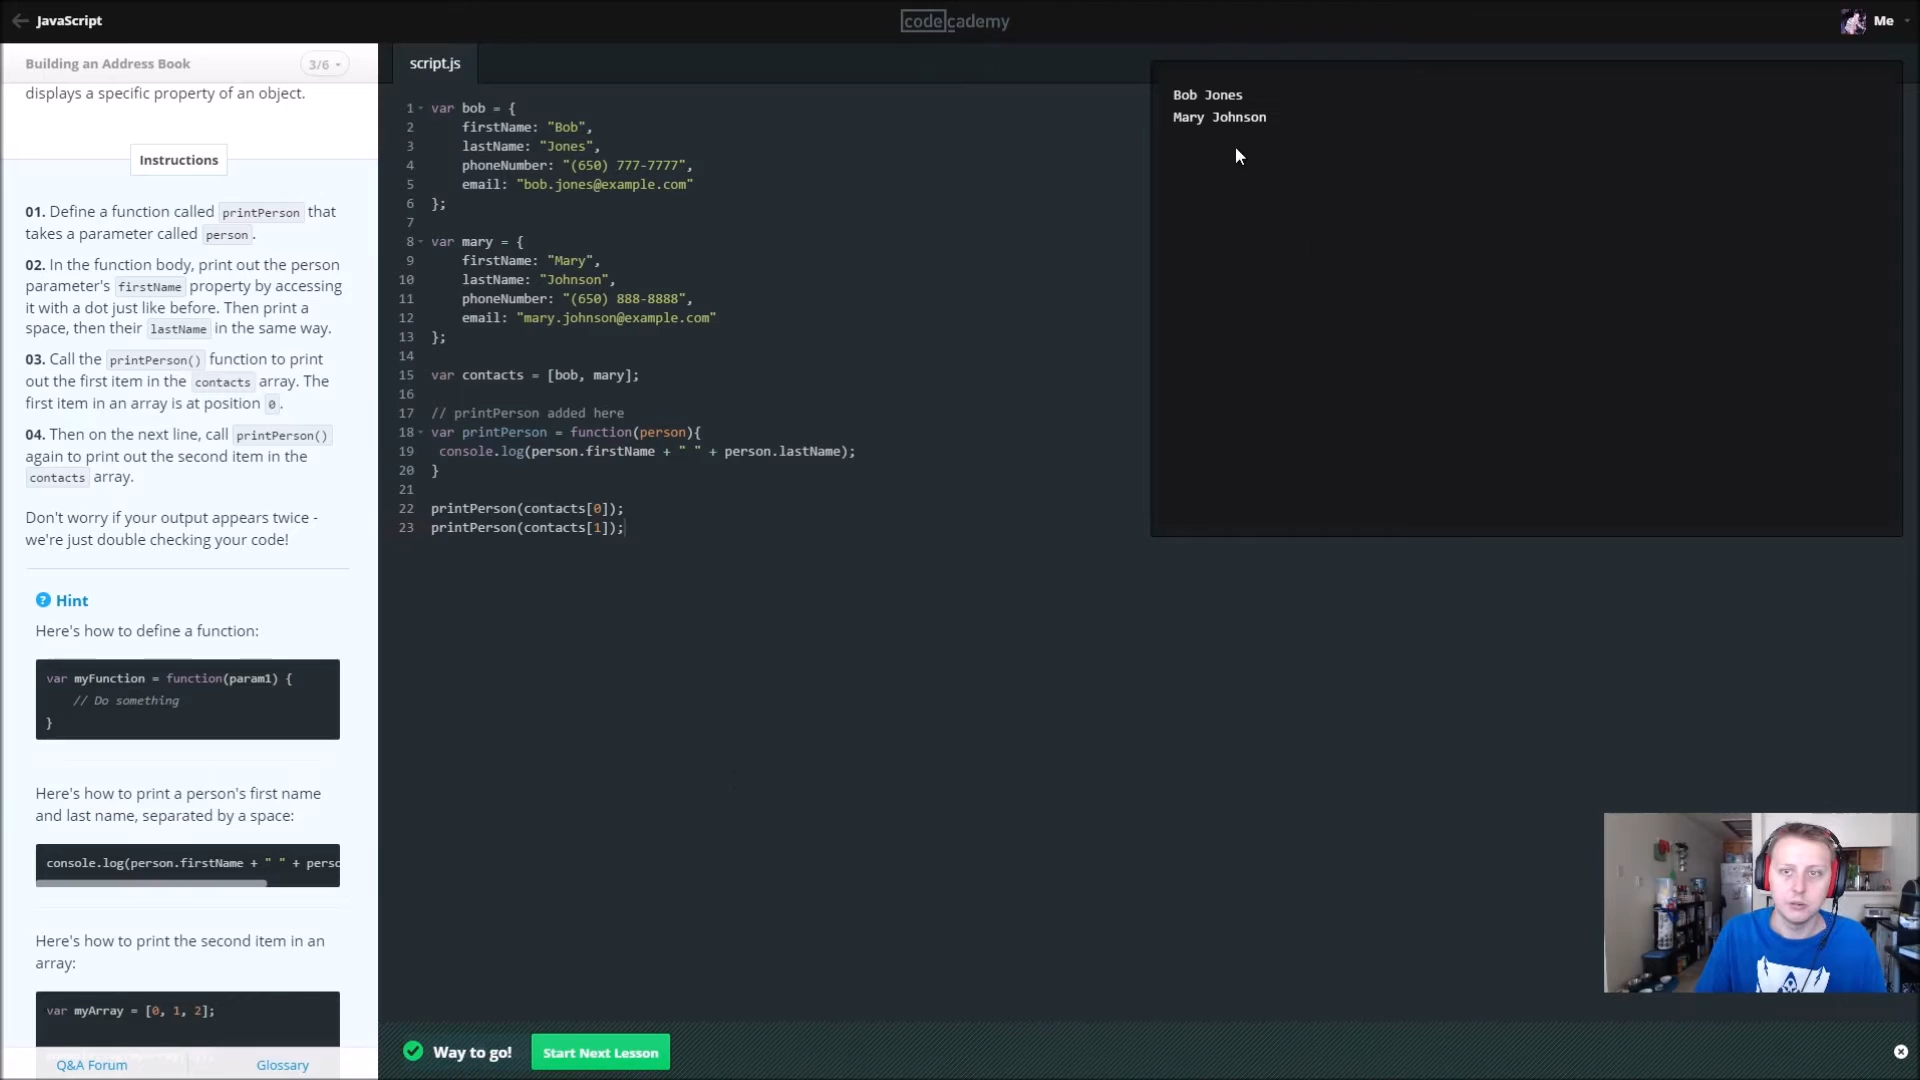 JavaScript
codecademy
Me
Building an Address Book
3/6
displays a specific property of an object.
Instructions
01. Define a function called printPerson that
takes a parameter called person.
02. In the function body, print out the person
parameter's firstName property by accessing
it with a dot just like before. Then print a
space, then their lastName in the same way.
03. Call the printPerson() function to print
out the first item in the contacts array. The
first item in an array is at position 0.
04. Then on the next line, call printPerson()
again to print out the second item in the
contacts array.
Don't worry if your output appears twice -
we're just double checking your code!
? Hint
Here's how to define a function:
var myFunction = function(param1) {
// Do something
}
Here's how to print a person's first name
and last name, separated by a space:
console.log(person.firstName + " " + perso
Here's how to print the second item in an
array:
var myArray = [0, 1, 2];
Q&A Forum
Glossary
script.js
1 var bob = {
2 firstName: "Bob",
3 lastName: "Jones",
4 phoneNumber: "(650) 777-7777",
5 email: "bob.jones@example.com"
6 };
7
8 var mary = {
9 firstName: "Mary",
10 lastName: "Johnson",
11 phoneNumber: "(650) 888-8888",
12 email: "mary.johnson@example.com"
13 };
14
15 var contacts = [bob, mary];
16
17 // printPerson added here
18 var printPerson = function(person){
19 console.log(person.firstName + " " + person.lastName);
20 }
21
22 printPerson(contacts[0]);
23 printPerson(contacts[1]);
Bob Jones
Mary Johnson
Way to go!
Start Next Lesson